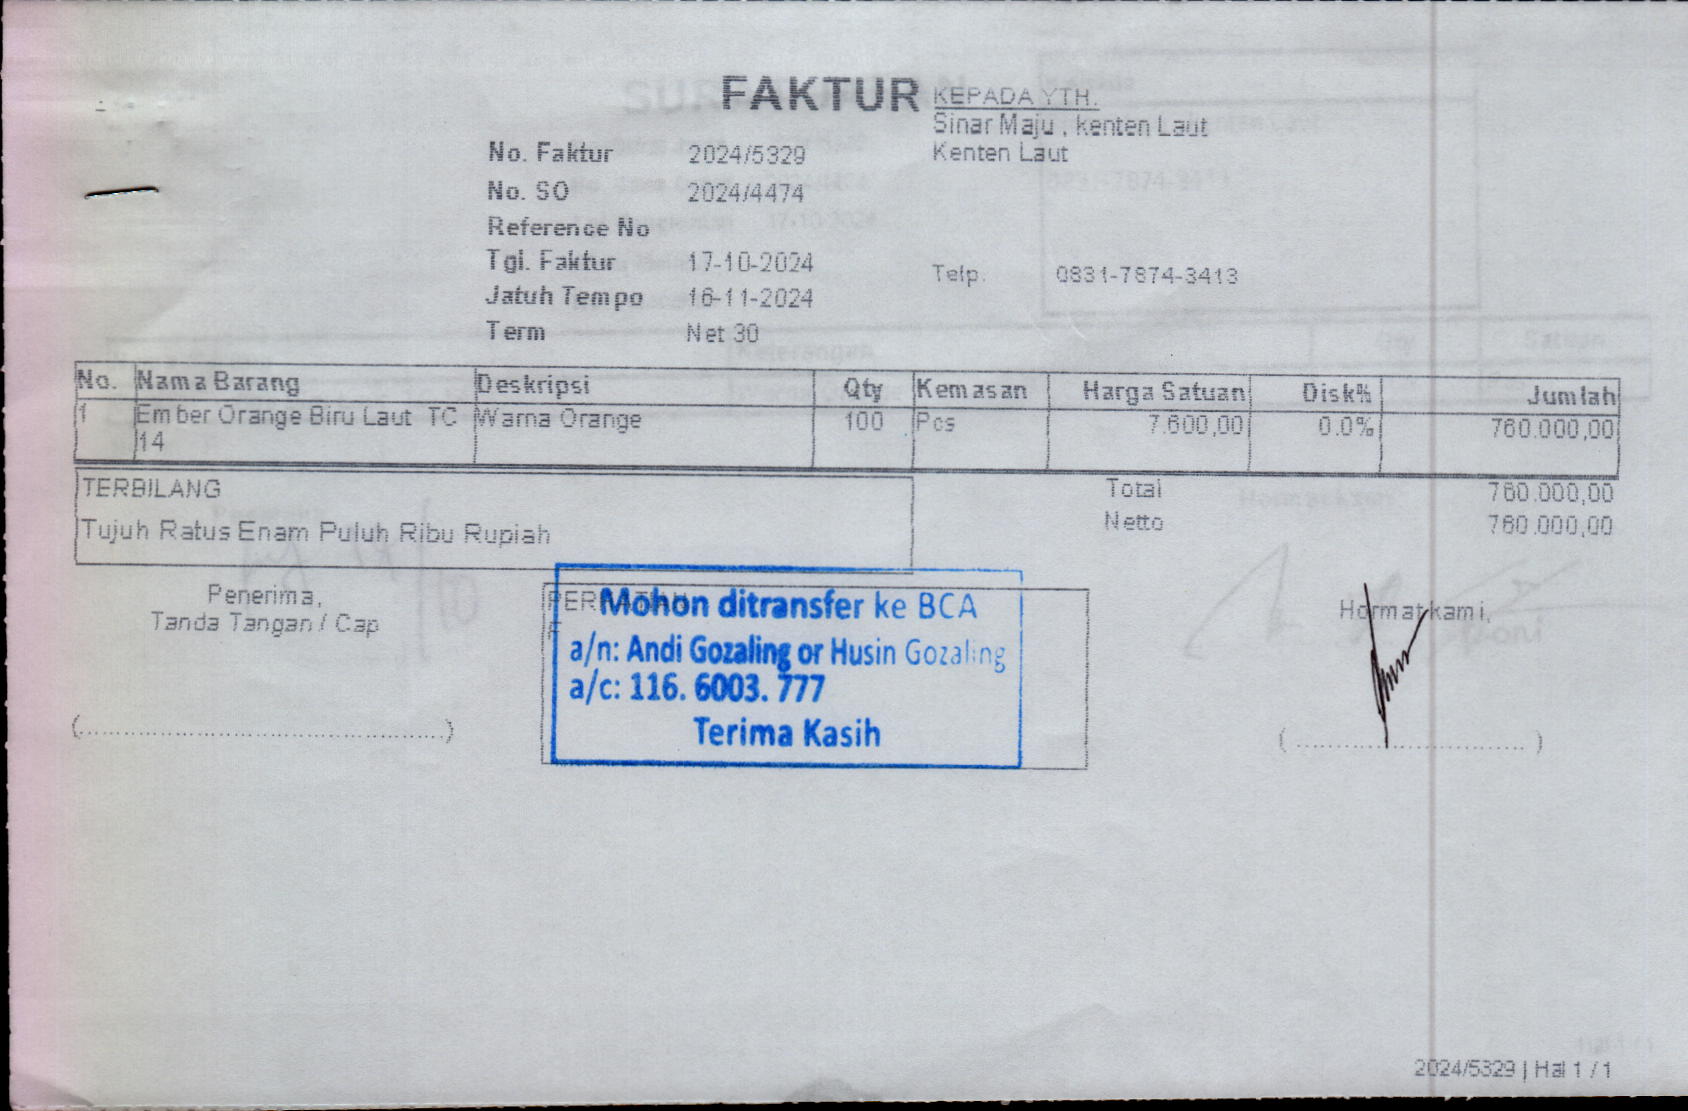 FAKTUR
KEPADA YTH.
Sinar Maju , kenten Laut
Kenten Laut
No. Faktur 2024/5329
No. SO 2024/4474
Reference No
Tgl. Faktur 17-10-2024
Telp. 0831-7874-3413
Jatuh Tempo 16-11-2024
Term Net 30
No. Nama Barang Deskripsi Qty Kemasan Harga Satuan Disk% Jumlah
1 Ember Orange Biru Laut TC 14 Warna Orange 100 Pcs 7.600,00 0.0% 760.000,00
TERBILANG
Tujuh Ratus Enam Puluh Ribu Rupiah
Total 760.000,00
Netto 760.000,00
Penerima,
Tanda Tangan / Cap
Mohon ditransfer ke BCA
a/n: Andi Gozaling or Husin Gozaling
a/c: 116. 6003. 777
Terima Kasih
Hormat kami,
2024/5329 | Hal 1 / 1